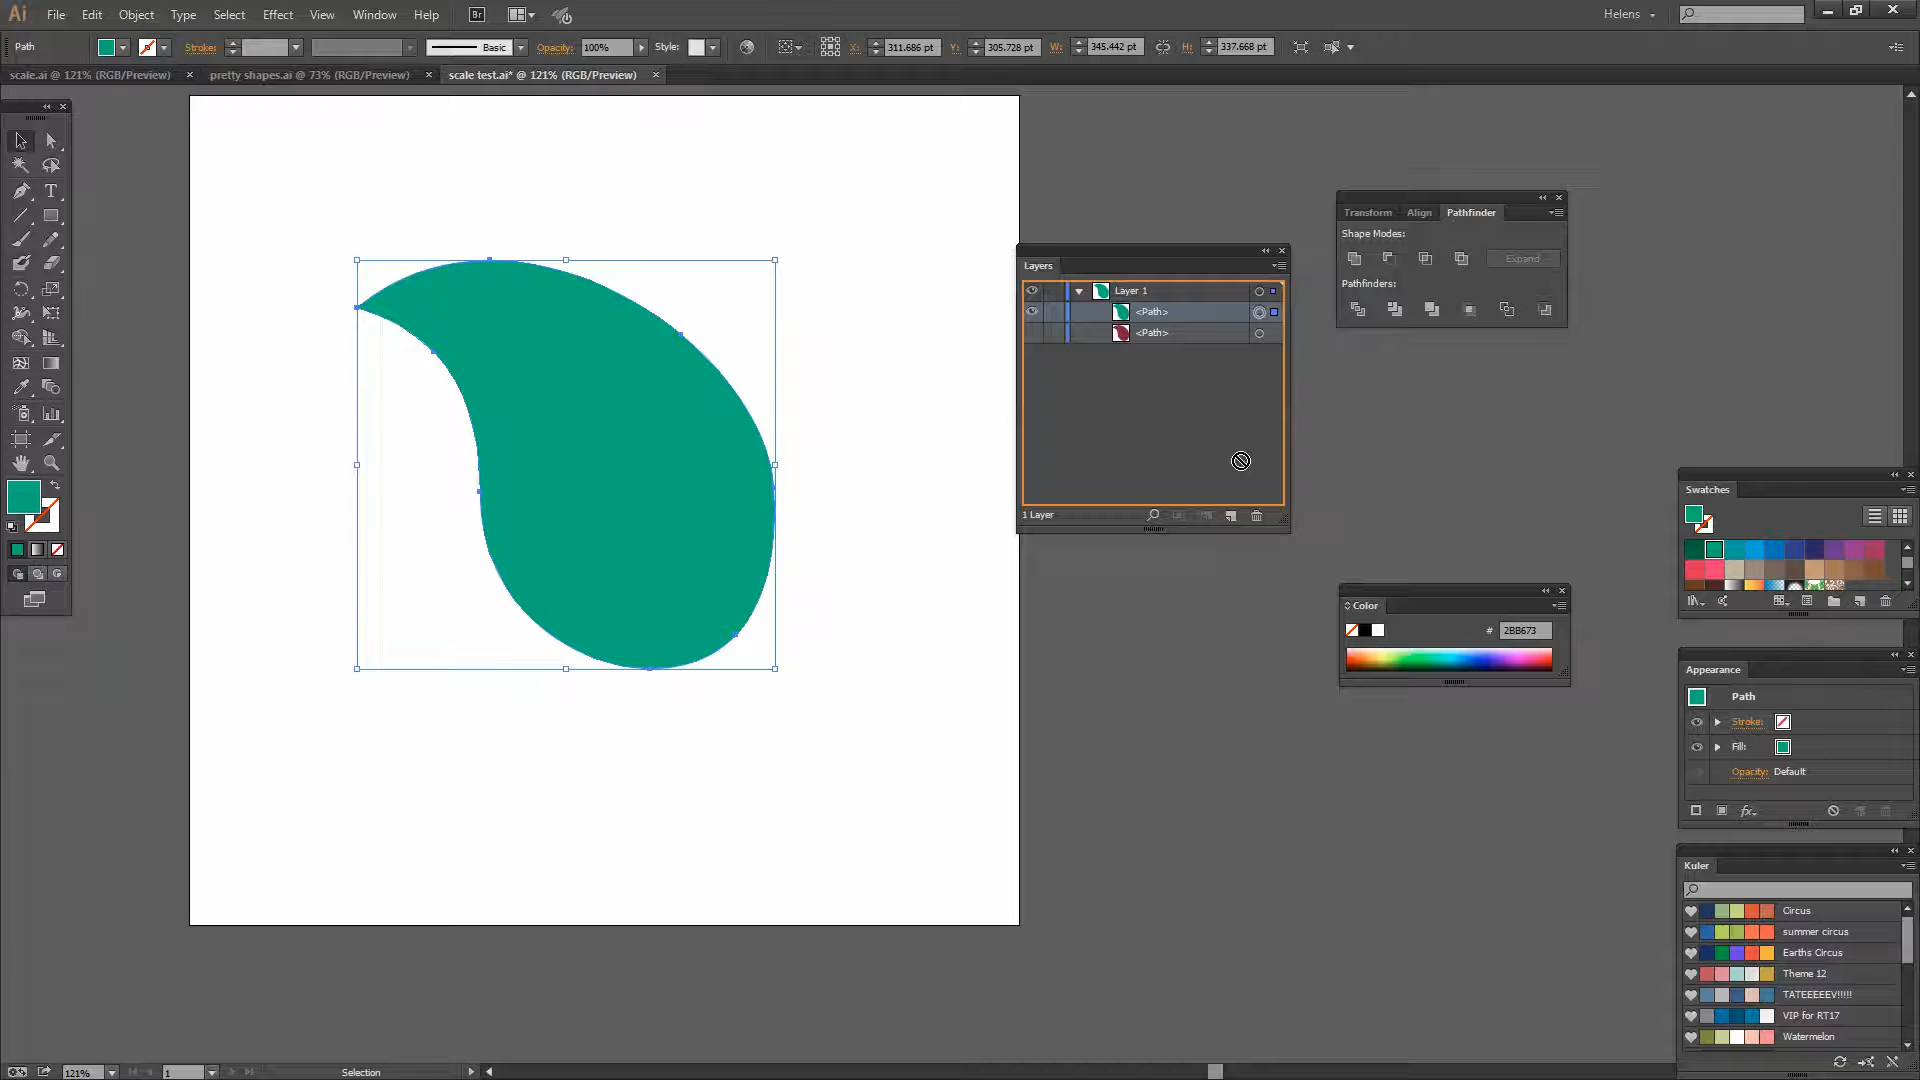 Ai File Edit Object Type Select Effect View Window Help Br Helens
Path Stroke: Basic Opacity: 100% Style: X: 311.686 pt Y: 305.728 pt W: 345.442 pt H: 337.668 pt
scale.ai @ 121% (RGB/Preview) × pretty shapes.ai @ 73% (RGB/Preview) × scale test.ai* @ 121% (RGB/Preview) ×
Transform Align Pathfinder
Shape Modes:
Expand
Pathfinders:
Layers
Layer 1
<Path>
<Path>
1 Layer
Swatches
Color
# 2BB673
Appearance
Path
Stroke:
Fill:
Opacity: Default
fx
Kuler
Circus
summer circus
Earths Circus
Theme 12
TATEEEEEV!!!!!
VIP for RT17
Watermelon
121% 1 Selection